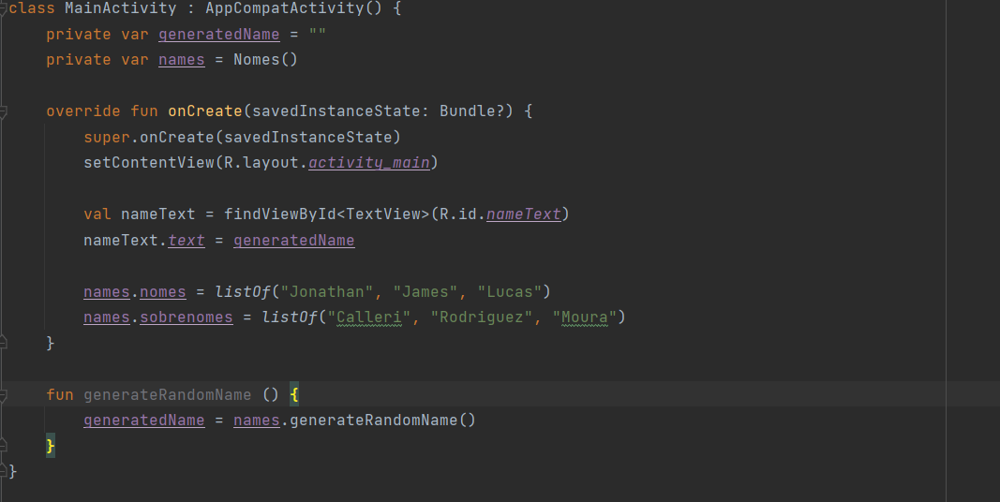 class MainActivity : AppCompatActivity() {
    private var generatedName = ""
    private var names = Nomes()

    override fun onCreate(savedInstanceState: Bundle?) {
        super.onCreate(savedInstanceState)
        setContentView(R.layout.activity_main)

        val nameText = findViewById<TextView>(R.id.nameText)
        nameText.text = generatedName

        names.nomes = listOf("Jonathan", "James", "Lucas")
        names.sobrenomes = listOf("Calleri", "Rodriguez", "Moura")
    }

    fun generateRandomName () {
        generatedName = names.generateRandomName()
    }
}